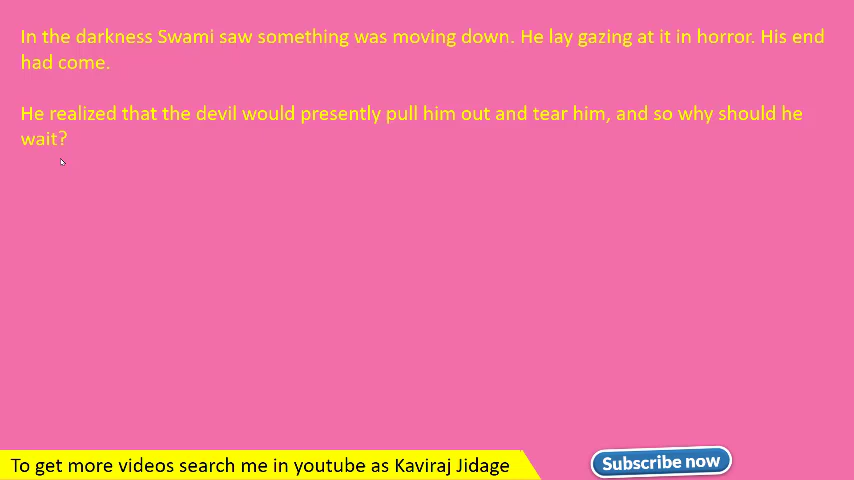 In the darkness Swami saw something was moving down. He lay gazing at it in horror. His end
had come.
He realized that the devil would presently pull him out and tear him, and so why should he
wait?
To get more videos search me in youtube as Kaviraj Jidage
Subscribe now